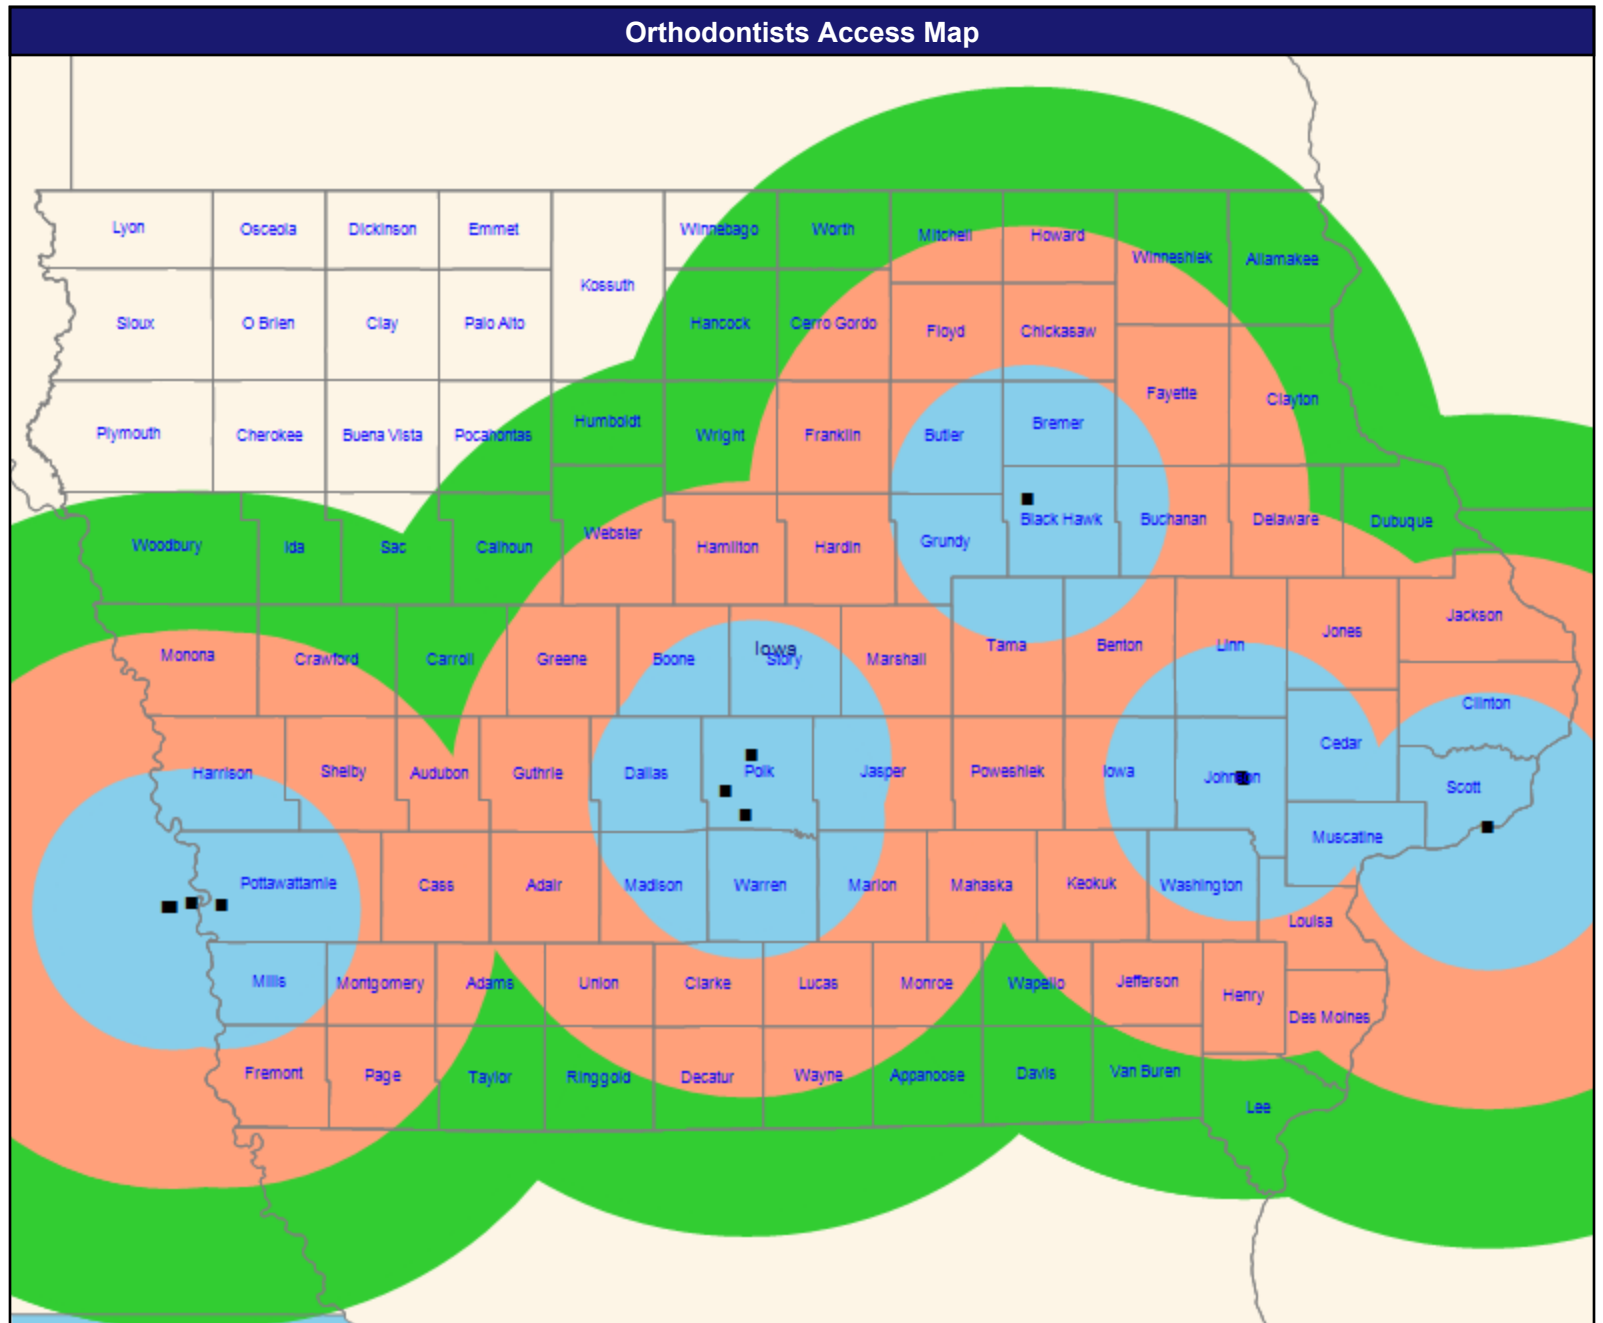 Orthodontists Access Map
Lyon Osceola Dickinson Emmet Winnebago Worth Mitchell Howard
Winneshiek Allamakee
Kossuth
Sioux O Brien Clay Palo Alto Hancock Cerro Gordo Floyd Chickasaw
Fayette Clayton
Plymouth Cherokee Buena Vista Pocahontas Humboldt Wright Franklin Butler Bremer
Woodbury Ida Sac Calhoun Webster Hamilton Hardin Grundy Black Hawk Buchanan Delaware Dubuque
Iowa
Monona Crawford Carroll Greene Boone Story Marshall Tama Benton Linn Jones Jackson
Clinton
Harrison Shelby Audubon Guthrie Dallas Polk Jasper Poweshiek Iowa Johnson Cedar Scott
Muscatine
Pottawattamie Cass Adair Madison Warren Marion Mahaska Keokuk Washington
Louisa
Mills Montgomery Adams Union Clarke Lucas Monroe Wapello Jefferson Henry
Des Moines
Fremont Page Taylor Ringgold Decatur Wayne Appanoose Davis Van Buren
Lee